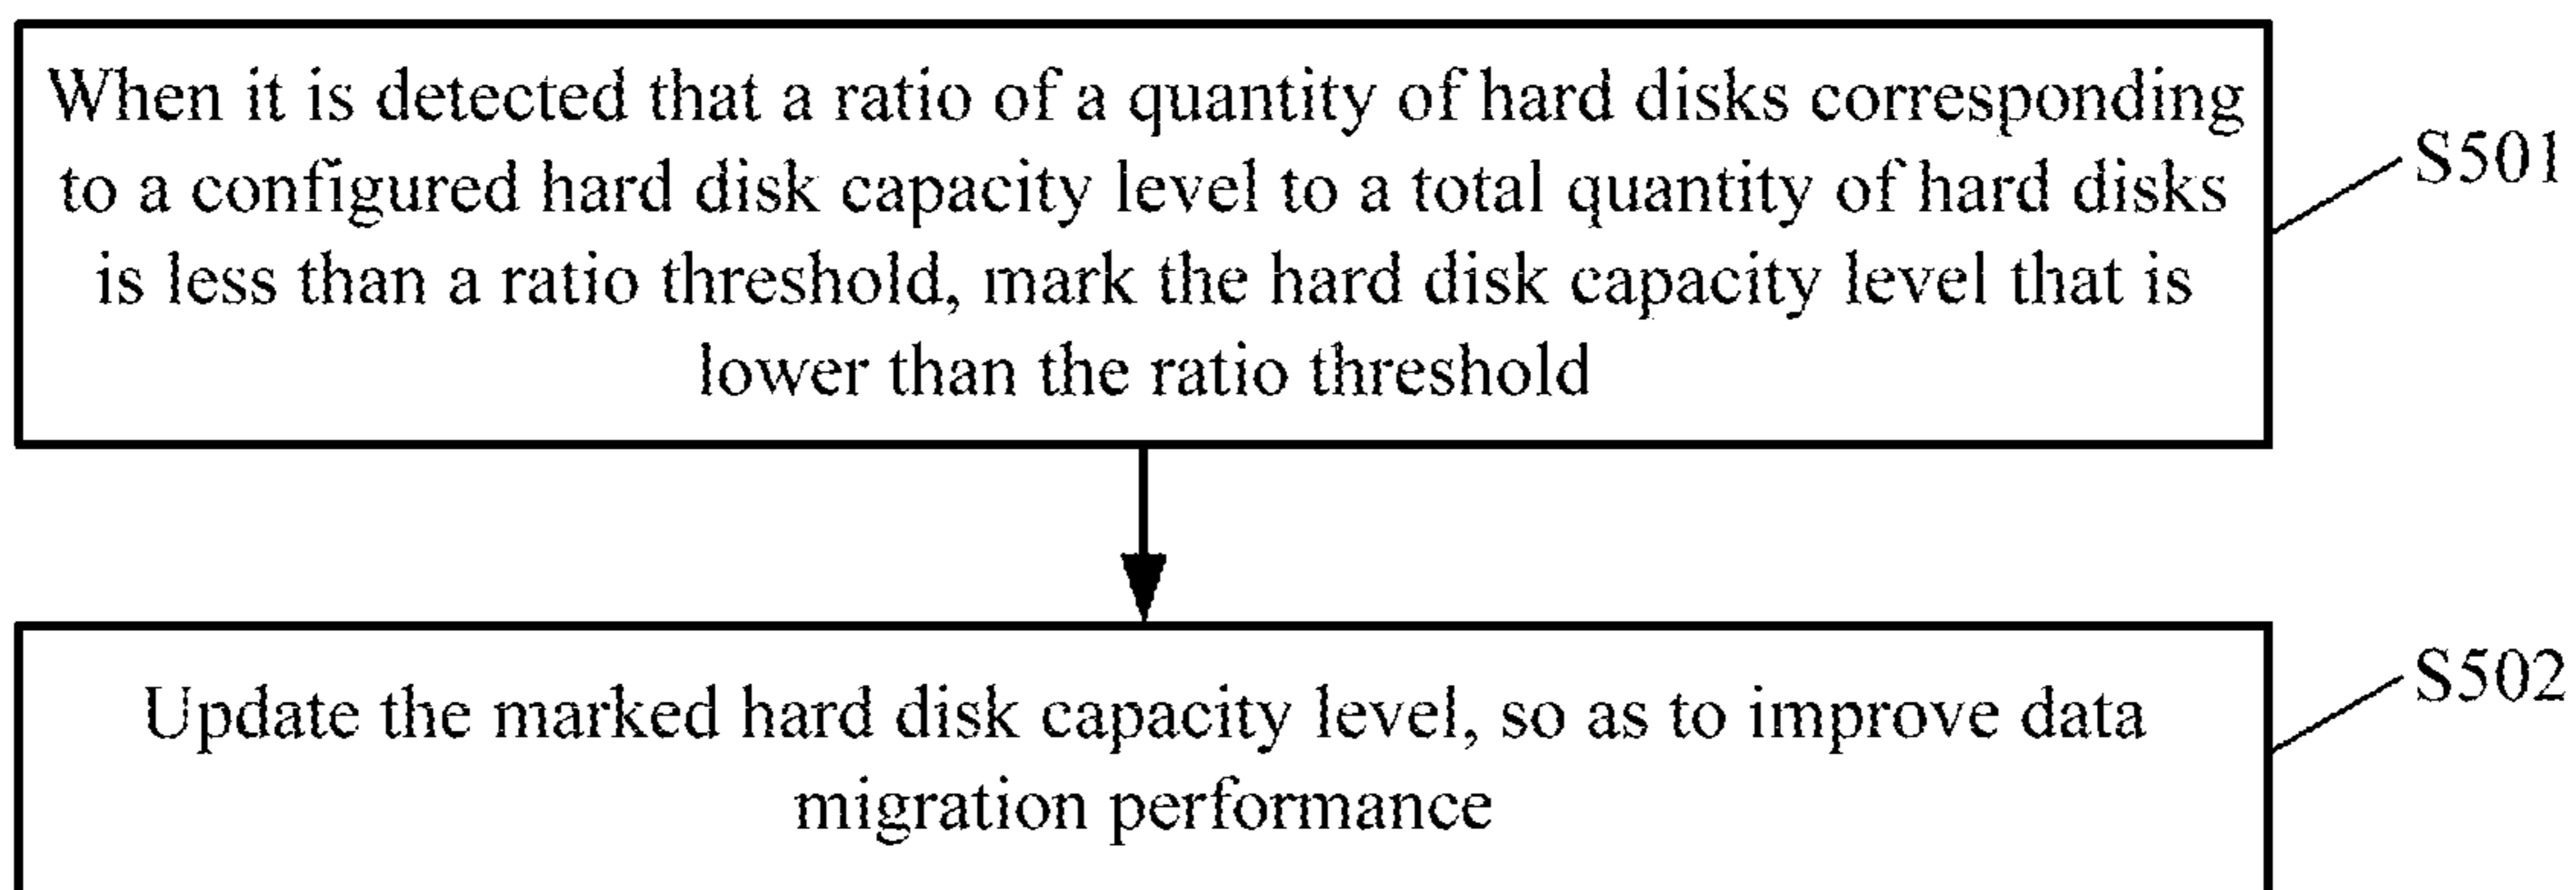 When it is detected that a ratio of a quantity of hard disks corresponding
to a configured hard disk capacity level to a total quantity of hard disks
is less than a ratio threshold, mark the hard disk capacity level that is
lower than the ratio threshold
S501
Update the marked hard disk capacity level, so as to improve data
migration performance
S502